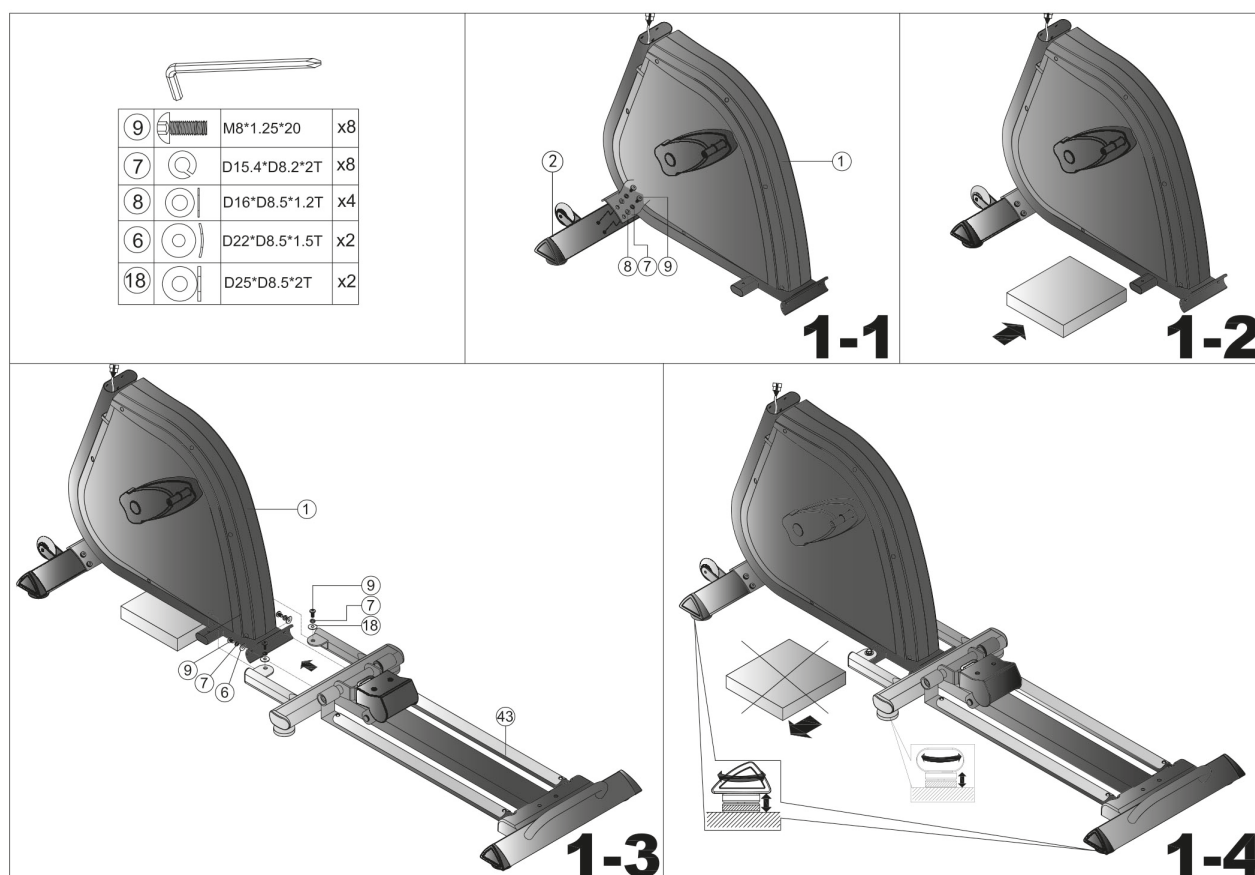 9 M8*1.25*20 x8
7 D15.4*D8.2*2T x8
8 D16*D8.5*1.2T x4
6 D22*D8.5*1.5T x2
18 D25*D8.5*2T x2
2
1
8 7 9
1-1
1-2
1
9
7
18
9
7
6
43
1-3
1-4